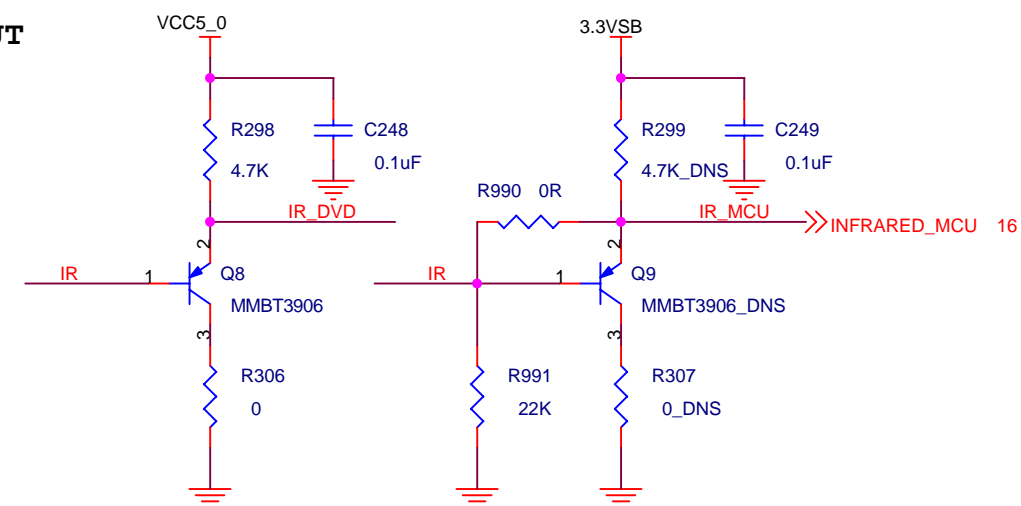 UT
VCC5_0
3.3VSB
R298
C248
R299
C249
4.7K
0.1uF
4.7K_DNS
0.1uF
R990 0R
IR_DVD
IR_MCU
INFRARED_MCU 16
2
2
IR
1
Q8
IR
1
Q9
MMBT3906
MMBT3906_DNS
3
3
R306
R991
R307
0
22K
0_DNS